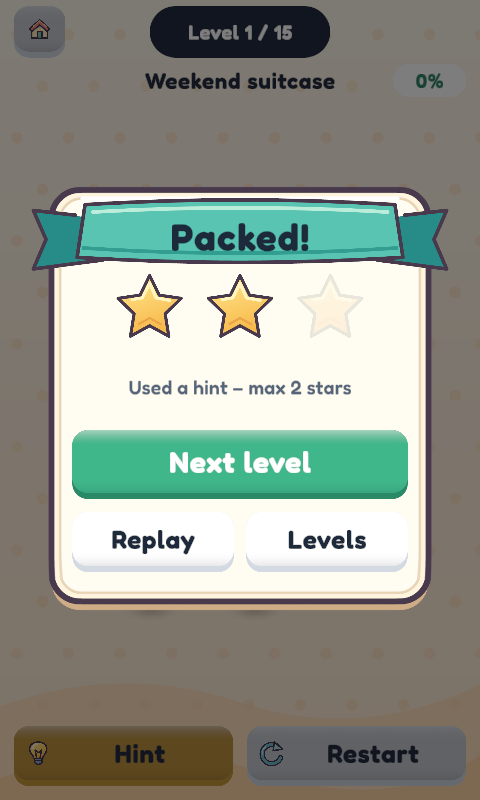 Level 1 / 15
Weekend suitcase
0%
Packed!
Used a hint – max 2 stars
Next level
Replay
Levels
Hint
Restart